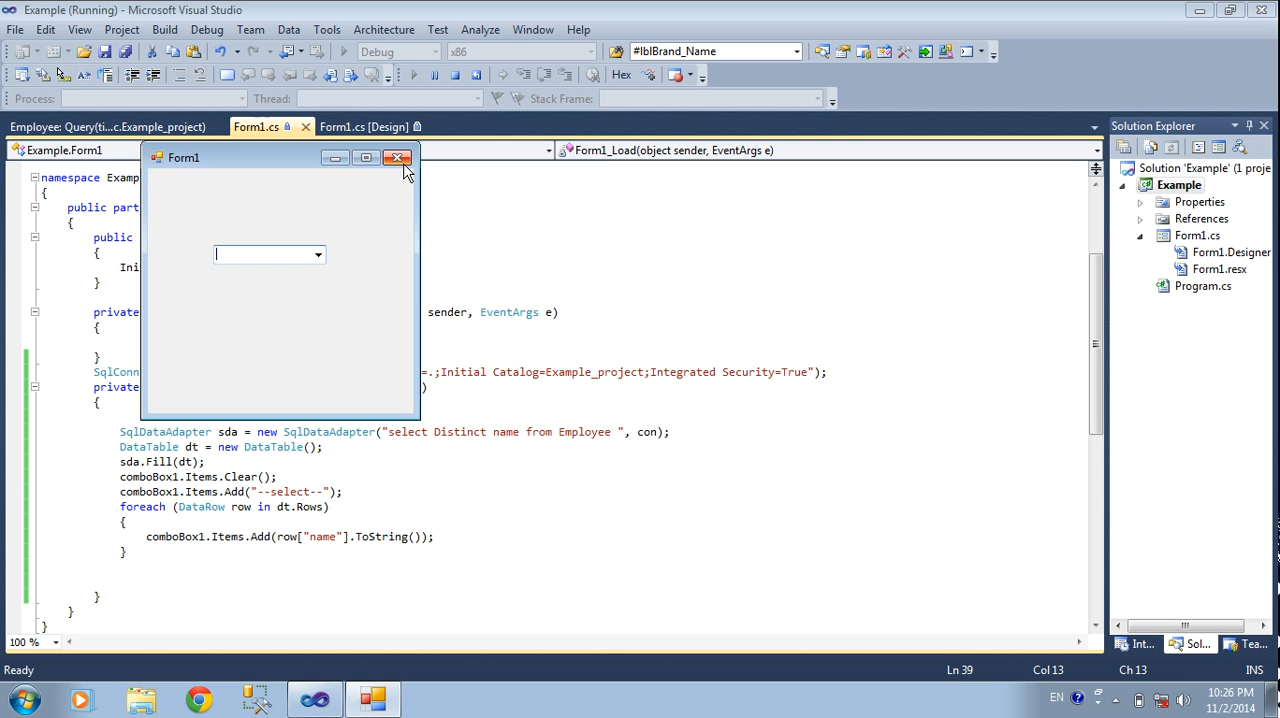 Example (Running) - Microsoft Visual Studio
File Edit View Project Build Debug Team Data Tools Architecture Test Analyze Window Help
Debug x86 #lblBrand_Name
Hex
Process: Thread: Stack Frame:
Employee: Query(ti...c.Example_project) Form1.cs Form1.cs [Design]
Example.Form1 Form1_Load(object sender, EventArgs e)
Form1
namespace Examp
{
public part
{
public
{
Ini
}
private sender, EventArgs e)
{
}
SqlConn =.;Initial Catalog=Example_project;Integrated Security=True");
private )
{
SqlDataAdapter sda = new SqlDataAdapter("select Distinct name from Employee ", con);
DataTable dt = new DataTable();
sda.Fill(dt);
comboBox1.Items.Clear();
comboBox1.Items.Add("--select--");
foreach (DataRow row in dt.Rows)
{
comboBox1.Items.Add(row["name"].ToString());
}
}
}
}
100 %
Solution Explorer
Solution 'Example' (1 proje
Example
Properties
References
Form1.cs
Form1.Designer
Form1.resx
Program.cs
Int... Sol... Tea...
Ready Ln 39 Col 13 Ch 13 INS
EN 10:26 PM
11/2/2014